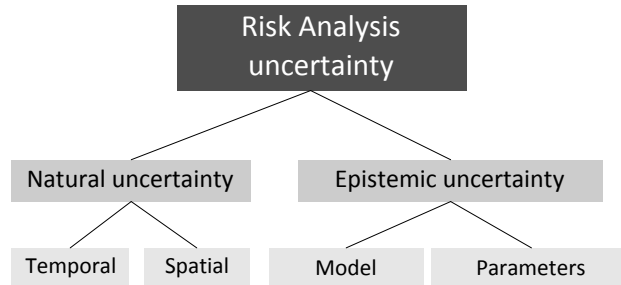 Risk Analysis
uncertainty
Natural uncertainty
Epistemic uncertainty
Temporal
Spatial
Model
Parameters